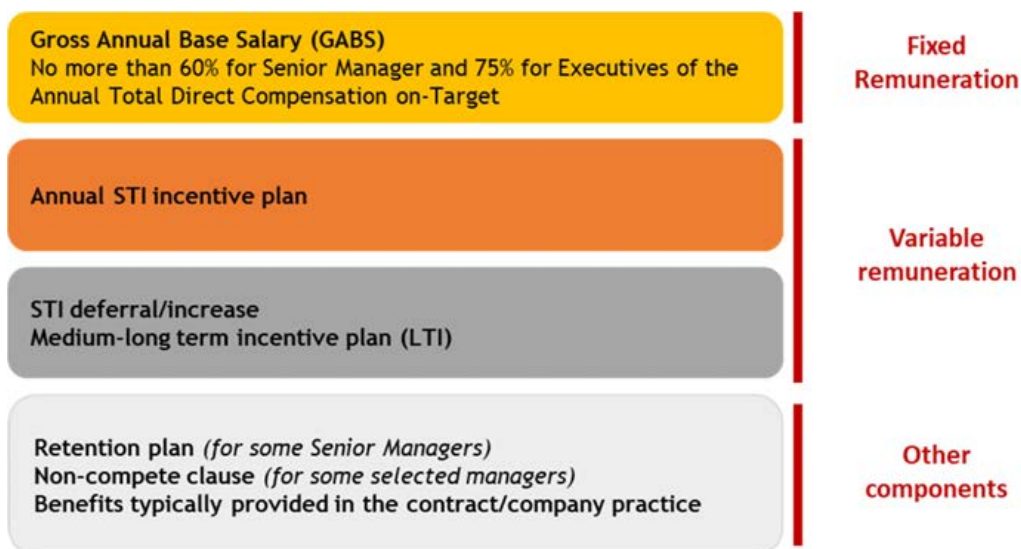 Gross Annual Base Salary (GABS)
No more than 60% for Senior Manager and 75% for Executives of the
Annual Total Direct Compensation on-Target
Fixed
Remuneration
Annual STI incentive plan
STI deferral/increase
Medium-long term incentive plan (LTI)
Variable
remuneration
Retention plan (for some Senior Managers)
Non-compete clause (for some selected managers)
Benefits typically provided in the contract/company practice
Other
components